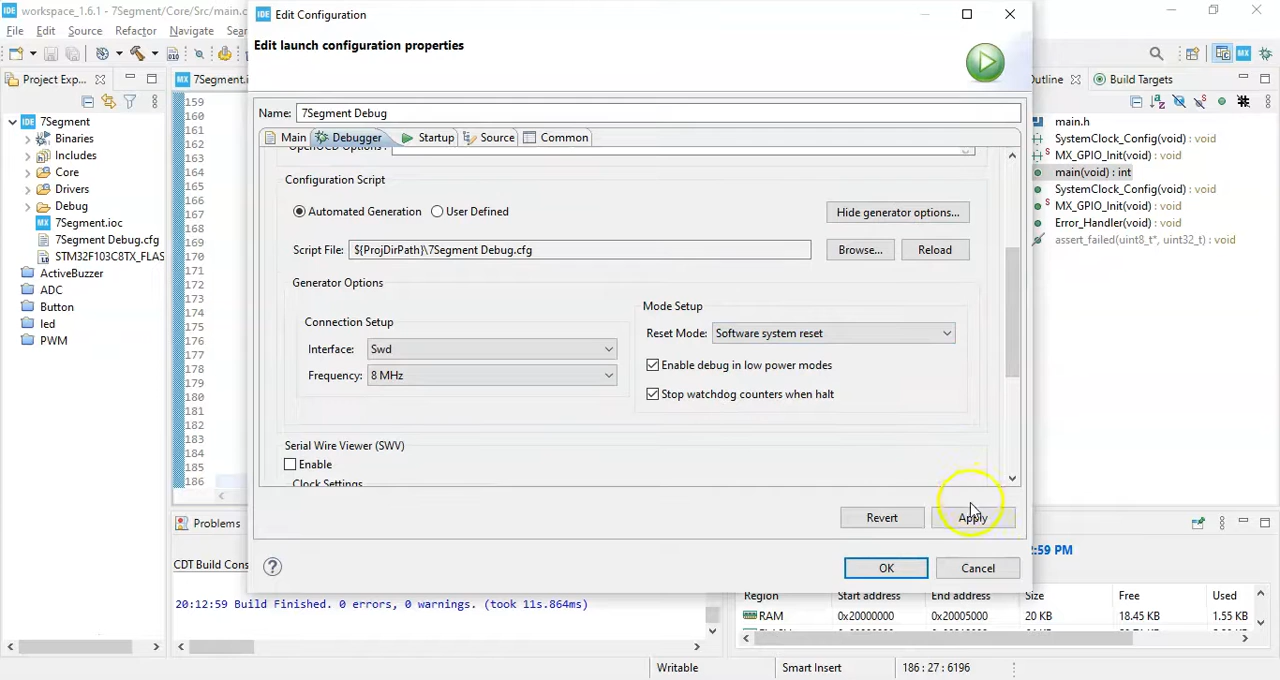 IDE workspace_1.6.1 - 7Segment/Core/Src/main.c
File Edit Source Refactor Navigate Sear
Project Exp...
7Segment
Binaries
Includes
Core
Drivers
Debug
7Segment.ioc
7Segment Debug.cfg
STM32F103C8TX_FLAS
ActiveBuzzer
ADC
Button
led
PWM
MX 7Segment.i
159
160
161
162
163
164
165
166
167
168
169
170
171
172
173
174
175
176
177
178
179
180
181
182
183
184
185
186
IDE Edit Configuration
Edit launch configuration properties
Name: 7Segment Debug
Main Debugger Startup Source Common
OpenOCD Options :
Configuration Script
Automated Generation User Defined Hide generator options...
Script File: ${ProjDirPath}\7Segment Debug.cfg Browse... Reload
Generator Options
Connection Setup
Interface: Swd
Frequency: 8 MHz
Mode Setup
Reset Mode: Software system reset
Enable debug in low power modes
Stop watchdog counters when halt
Serial Wire Viewer (SWV)
Enable
Clock Settings
Revert Apply
OK Cancel
Outline Build Targets
main.h
SystemClock_Config(void) : void
MX_GPIO_Init(void) : void
main(void) : int
SystemClock_Config(void) : void
MX_GPIO_Init(void) : void
Error_Handler(void) : void
assert_failed(uint8_t*, uint32_t) : void
Problems
CDT Build Cons
20:12:59 Build Finished. 0 errors, 0 warnings. (took 11s.864ms)
2:59 PM
Region Start address End address Size Free Used
RAM 0x20000000 0x20005000 20 KB 18.45 KB 1.55 KB
Writable Smart Insert 186 : 27 : 6196